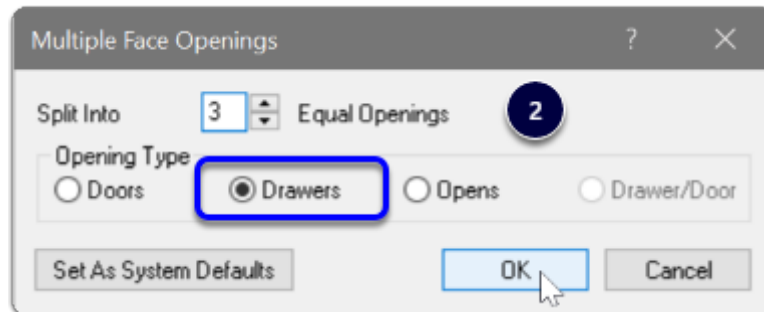 Multiple Face Openings ? ×
Split Into 3 Equal Openings 2
Opening Type
Doors Drawers Opens Drawer/Door
Set As System Defaults OK Cancel